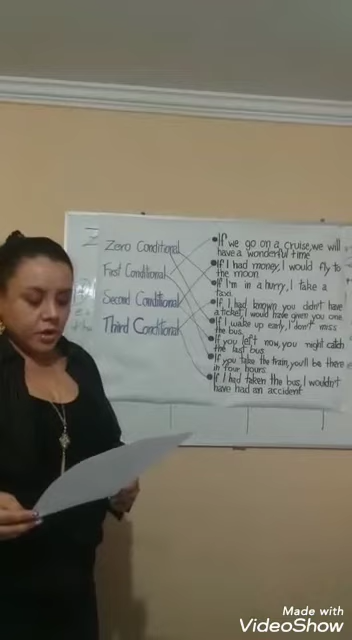 Zero Conditional
First Conditional
Second Conditional
Third Conditional
If we go on a cruise, we will
have a wonderful time
If I had money, I would fly to
the moon
If I'm in a hurry, I take a
taxi
If I had known you didn't have
a ticket, I would have given you one
If I wake up early, I don't miss
the bus
If you left now, you might catch
the last bus
If you take the train, you'll be there
in four hours
If I had taken the bus, I wouldn't
have had an accident
Made with
VideoShow